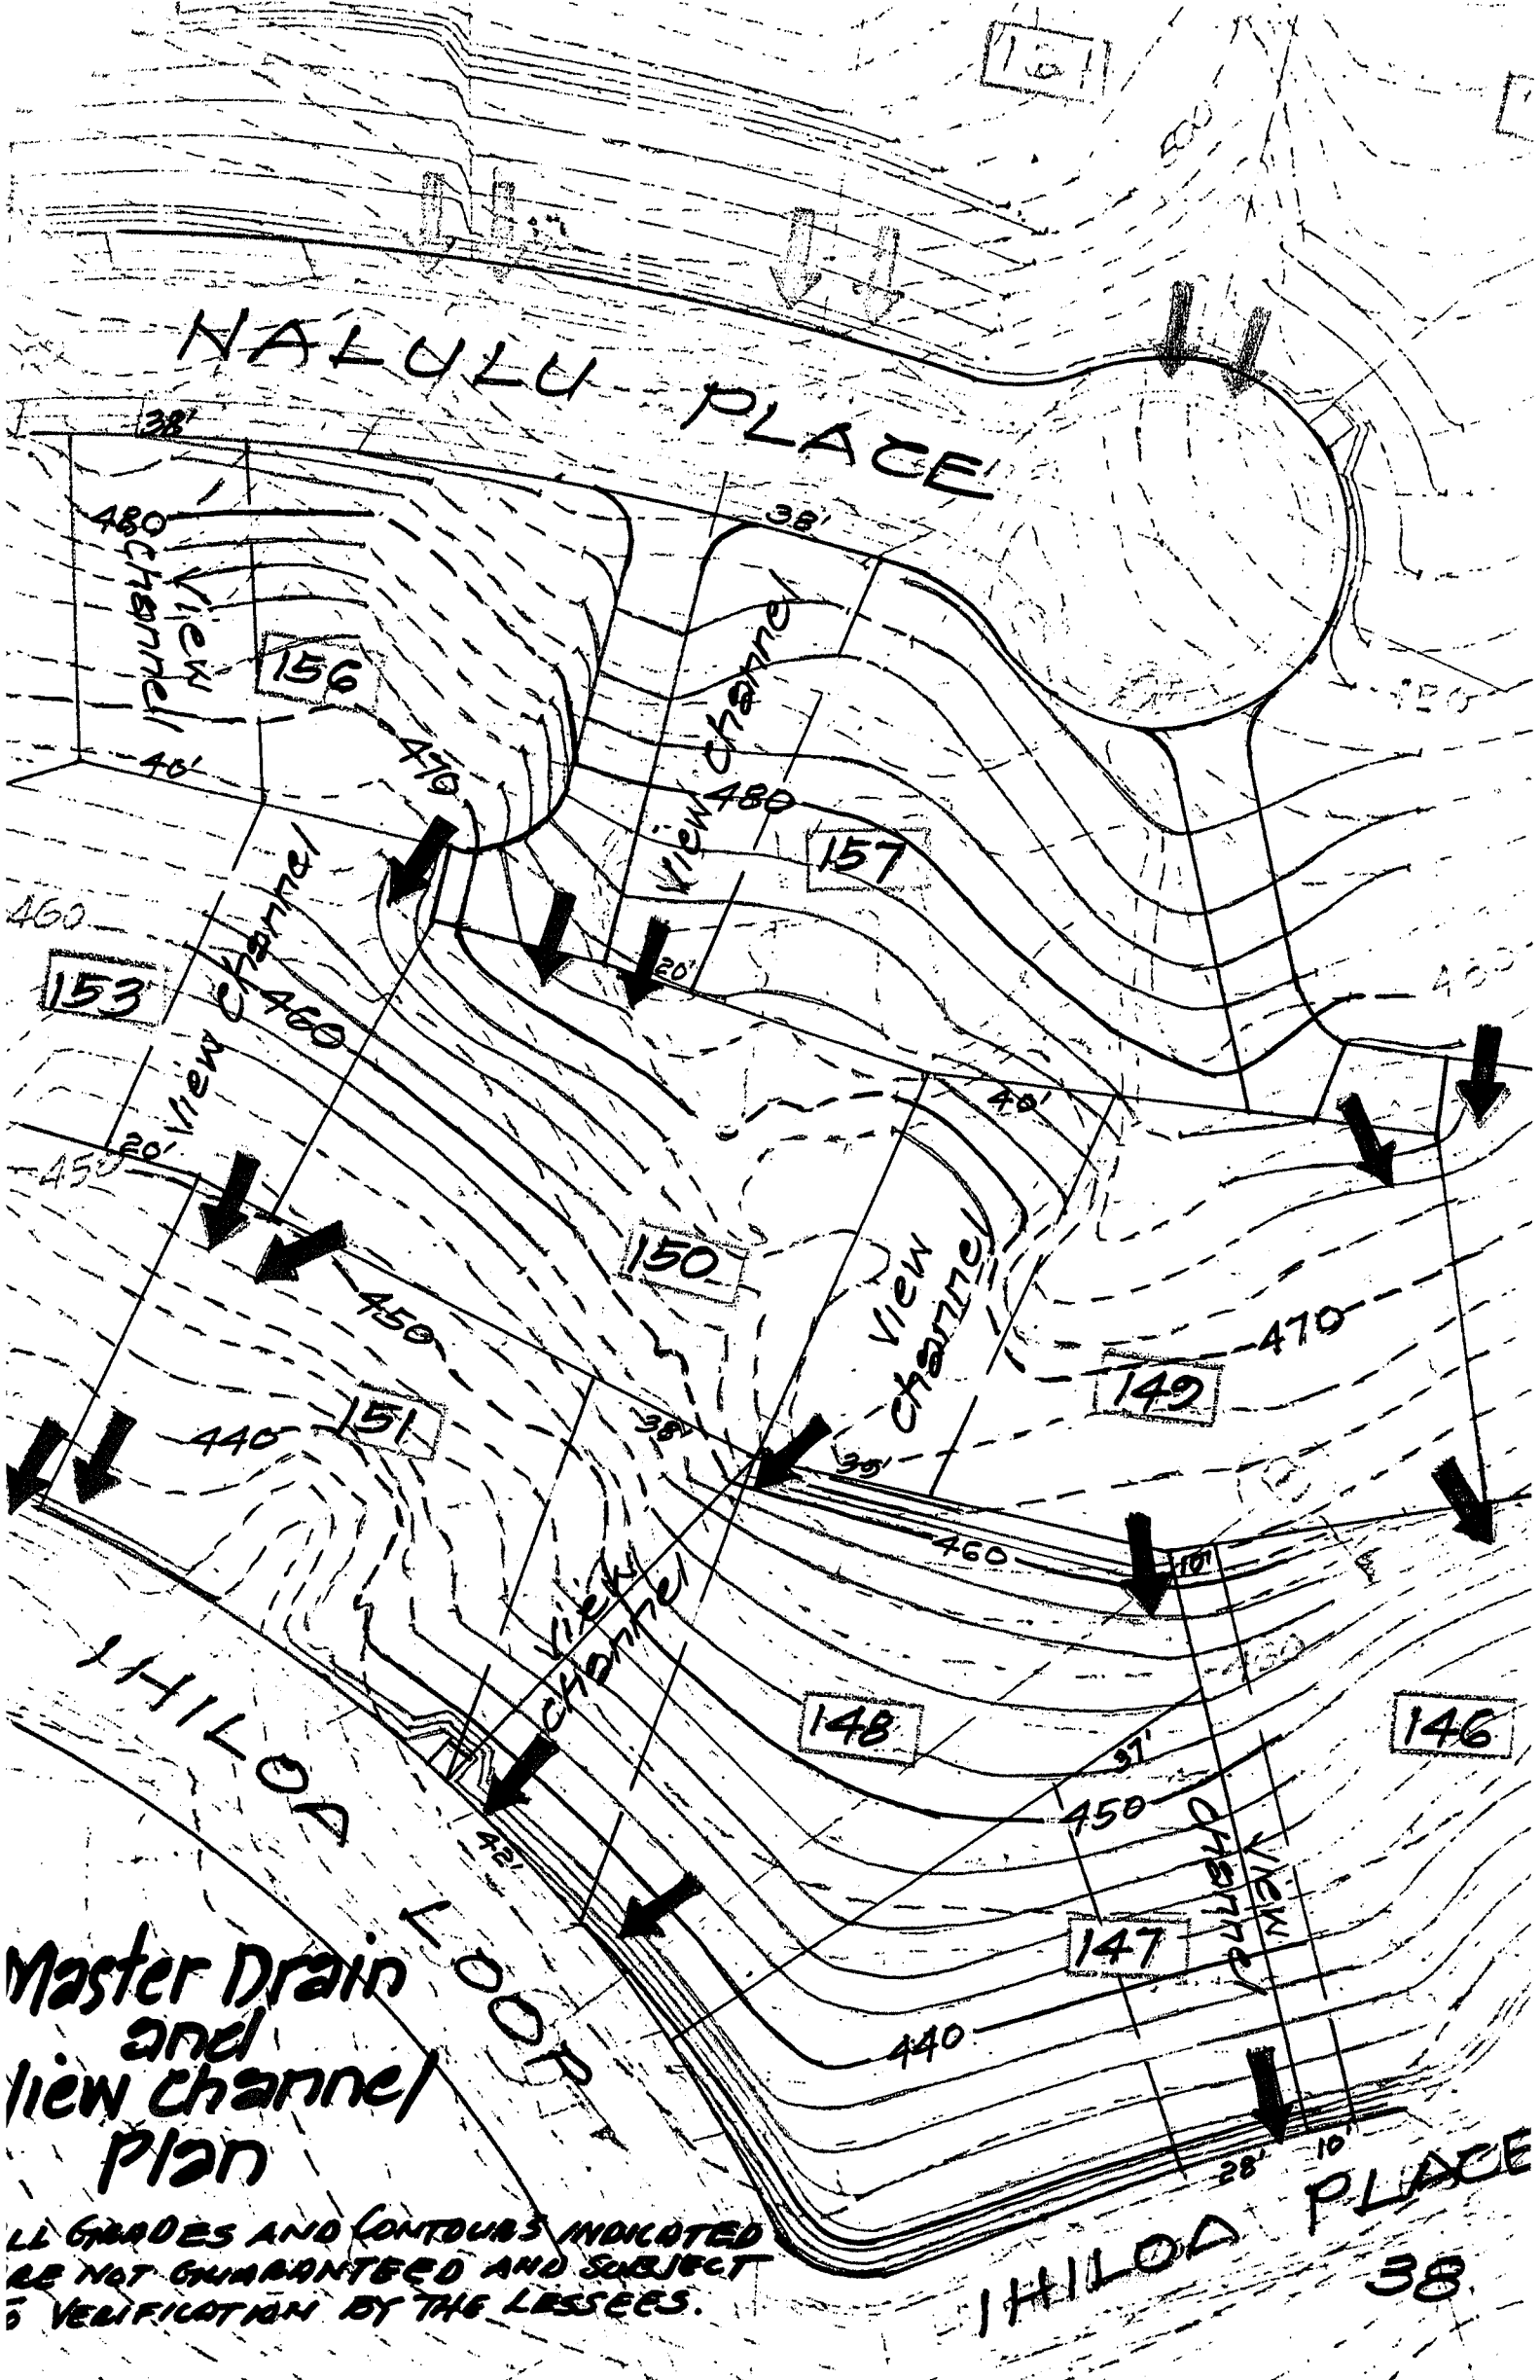 161
500
NALULU PLACE
38'
38'
480
View
Channel
156
View Channel
470
40'
480
157
460
153
View Channel
460
20'
40'
450
20'
150
View
Channel
470
149
450
440
151
38'
35'
460
10'
View
Channel
148
146
37'
450
View
Channel
IHILOA LOOP
42'
147
440
Master Drain
and
View Channel
Plan
28'
10'
IHILOA PLACE
LL GRADES AND CONTOURS INDICATED
RE NOT GUARANTEED AND SUBJECT
VERIFICATION BY THE LESSEES.
38.